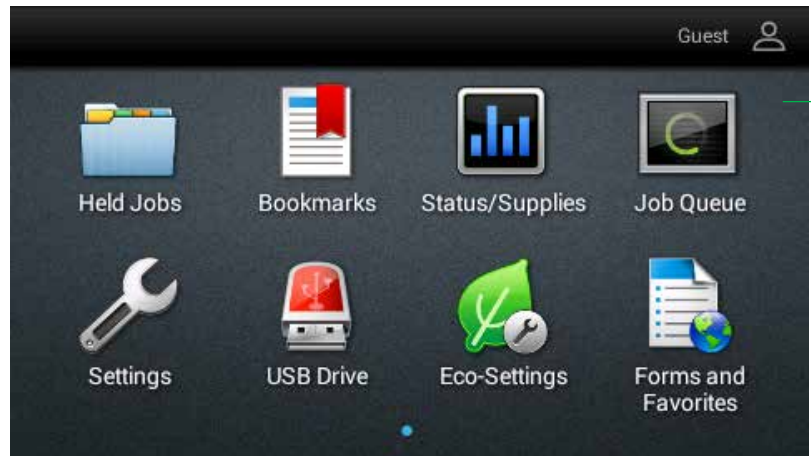 Guest
Held Jobs
Bookmarks
Status/Supplies
Job Queue
Settings
USB Drive
Eco-Settings
Forms and
Favorites